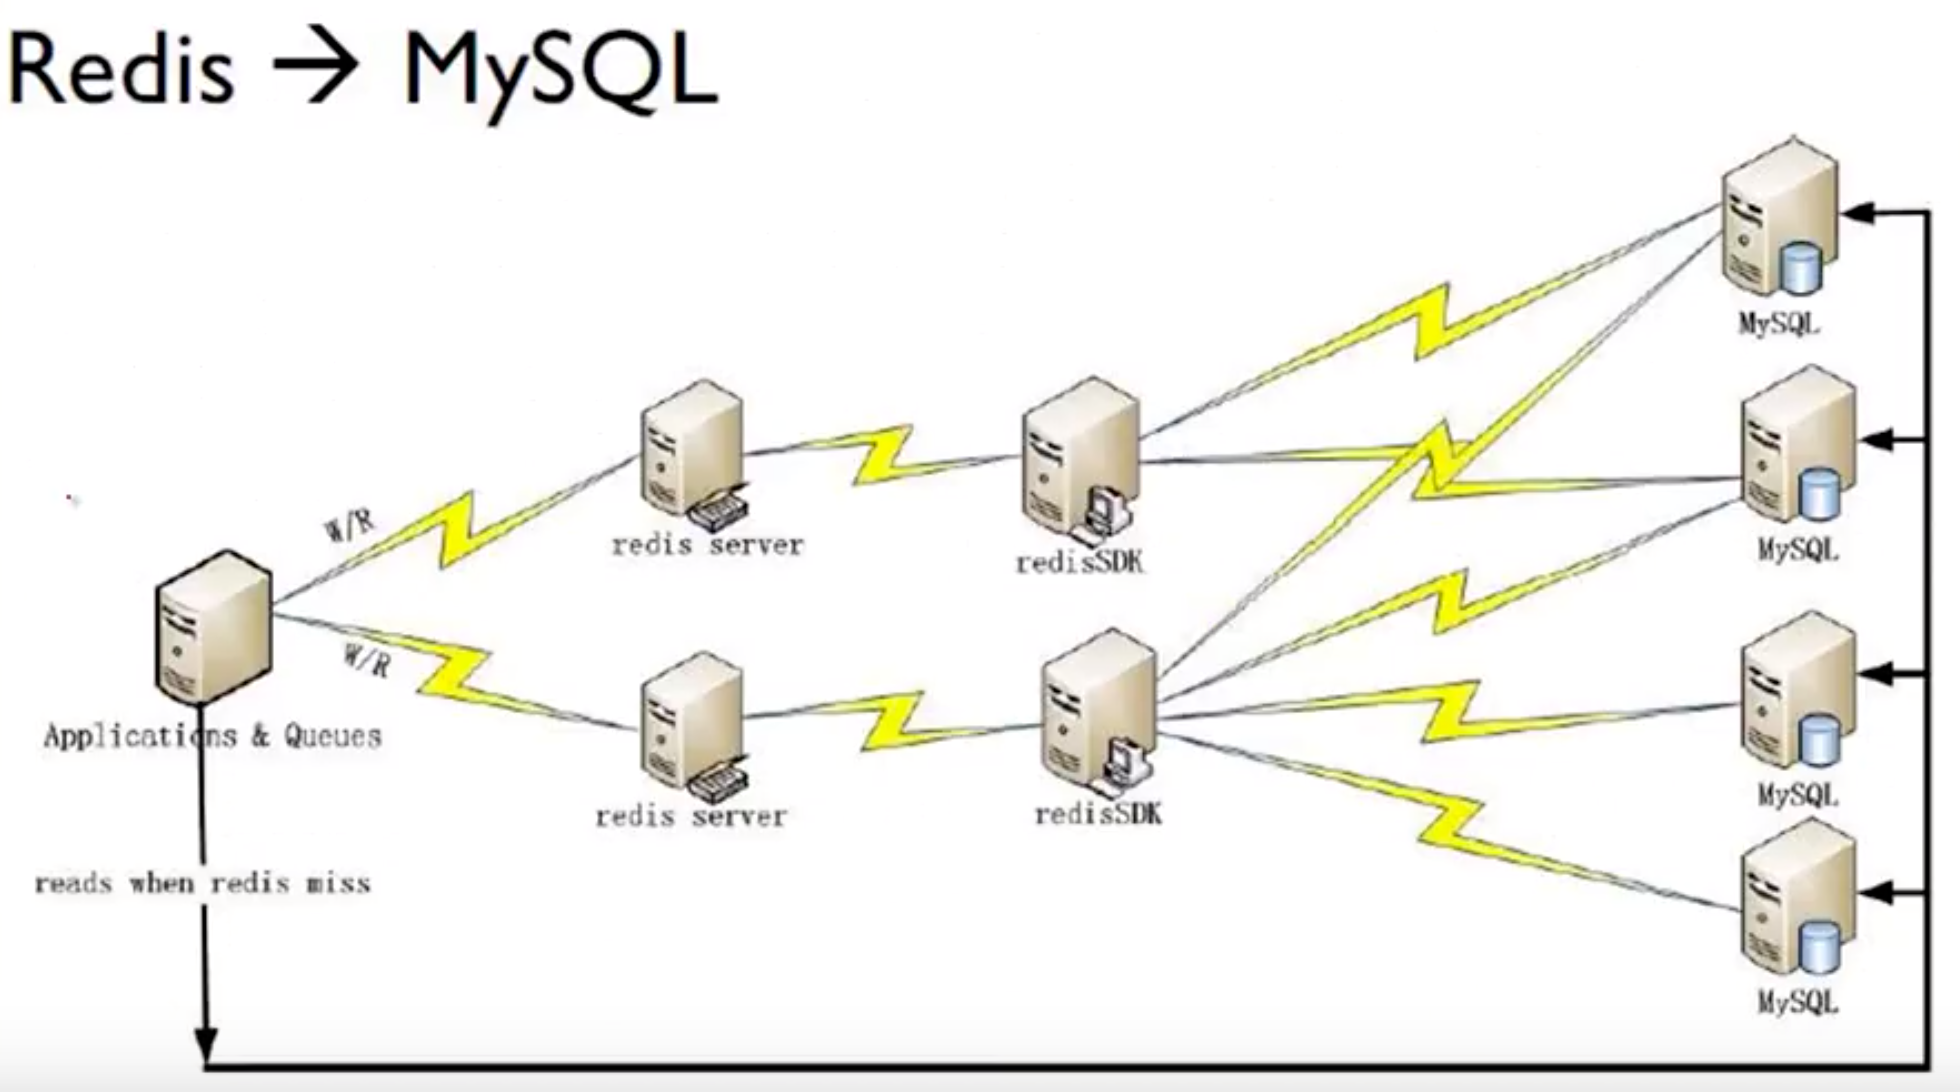 Redis → MySQL
MySQL
W/R
redis server
redisSDK
MySQL
W/R
Applications & Queues
redis server
redisSDK
MySQL
reads when redis miss
MySQL